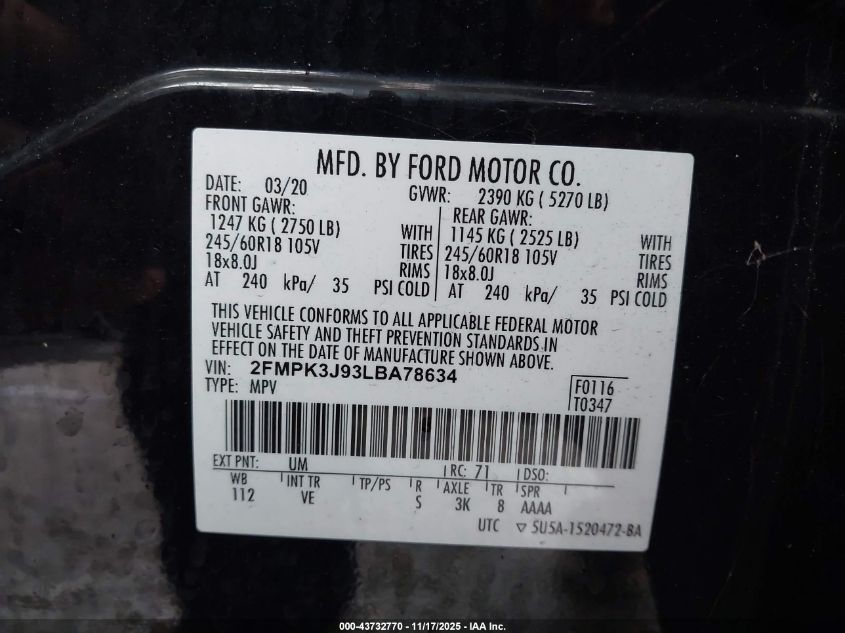 MFD. BY FORD MOTOR CO.
DATE: 03/20 GVWR: 2390 KG ( 5270 LB)
FRONT GAWR: REAR GAWR:
1247 KG ( 2750 LB) WITH 1145 KG ( 2525 LB) WITH
245/60R18 105V TIRES 245/60R18 105V TIRES
18x8.0J RIMS 18x8.0J RIMS
AT 240 kPa/ 35 PSI COLD AT 240 kPa/ 35 PSI COLD
THIS VEHICLE CONFORMS TO ALL APPLICABLE FEDERAL MOTOR
VEHICLE SAFETY AND THEFT PREVENTION STANDARDS IN
EFFECT ON THE DATE OF MANUFACTURE SHOWN ABOVE.
VIN: 2FMPK3J93LBA78634
TYPE: MPV F0116
T0347
EXT PNT: UM RC: 71 DSO:
WB INT TR TP/PS R AXLE TR SPR
112 VE S 3K 8 AAAA
UTC ▽ 5U5A-1520472-BA
000-43732770 - 11/17/2025 - IAA Inc.